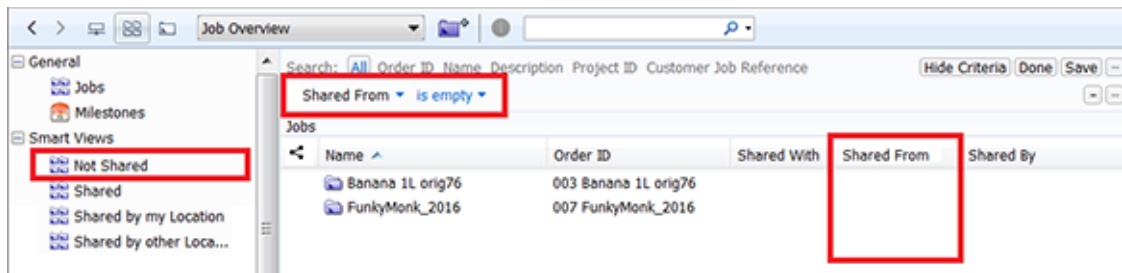 Job Overview
General
Jobs
Milestones
Smart Views
Not Shared
Shared
Shared by my Location
Shared by other Loca...
Search: All Order ID Name Description Project ID Customer Job Reference
Hide Criteria Done Save
Shared From is empty
Jobs
Name Order ID Shared With Shared From Shared By
Banana 1L orig76 003 Banana 1L orig76
FunkyMonk_2016 007 FunkyMonk_2016